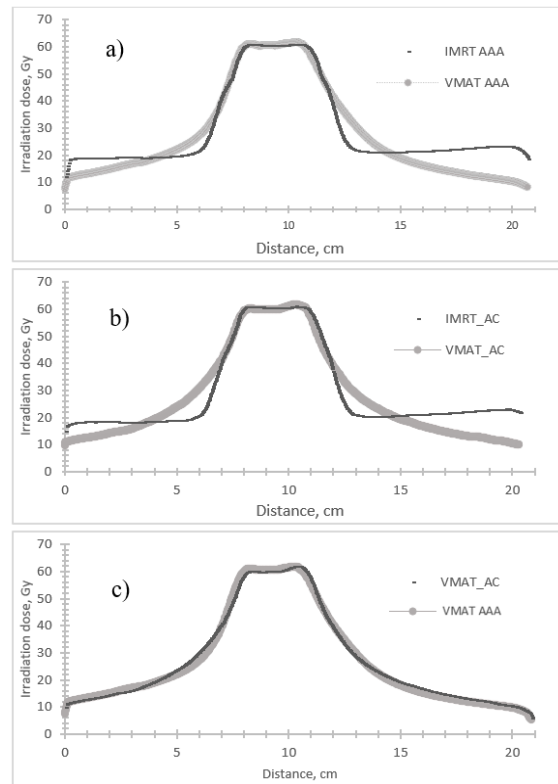 a)
IMRT AAA
VMAT AAA
Irradiation dose, Gy
70
60
50
40
30
20
10
0
0 5 10 15 20
Distance, cm
b)
IMRT_AC
VMAT_AC
Irradiation dose, Gy
70
60
50
40
30
20
10
0
0 5 10 15 20
Distance, cm
c)
VMAT_AC
VMAT AAA
Irradiation dose, Gy
70
60
50
40
30
20
10
0
0 5 10 15 20
Distance, cm